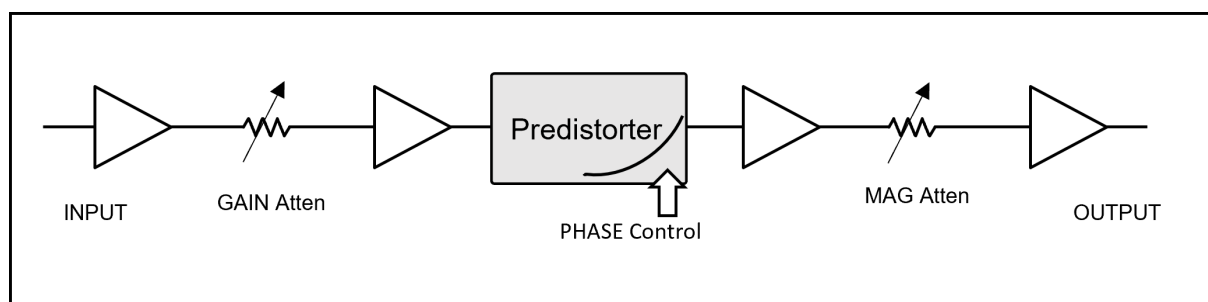 INPUT
GAIN Atten
Predistorter
PHASE Control
MAG Atten
OUTPUT